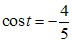 cos t = −4/5